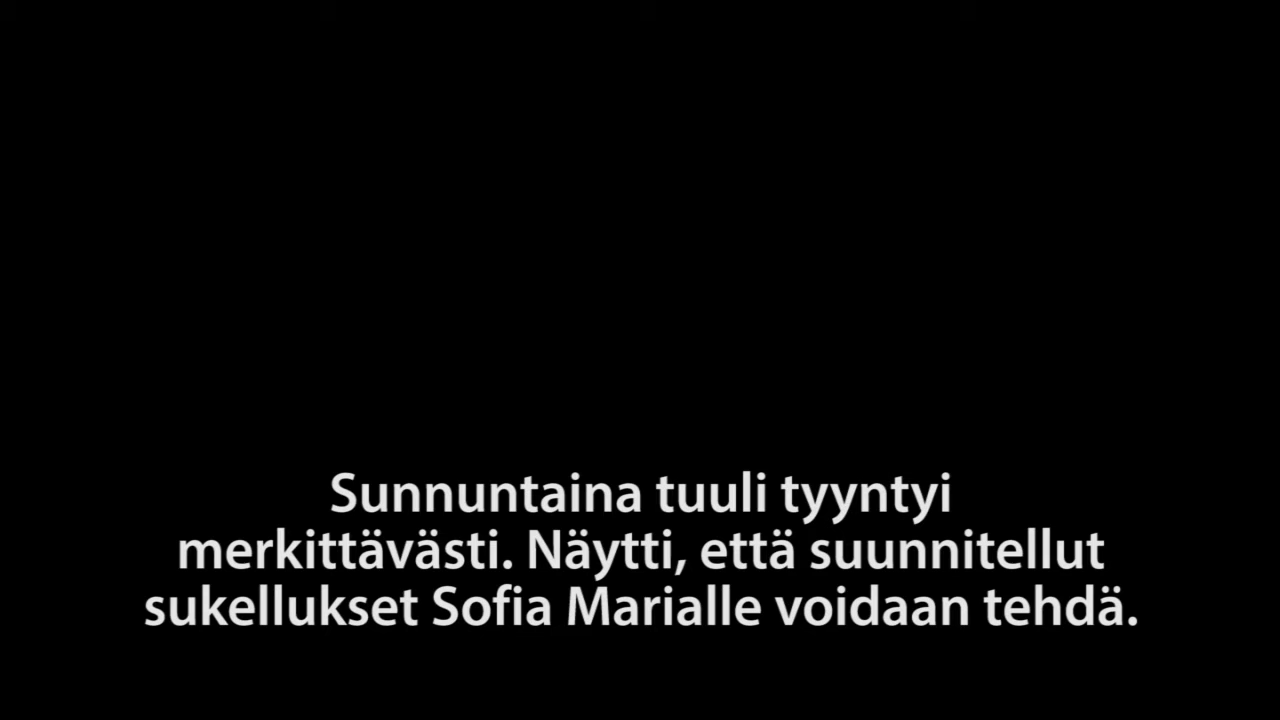 Sunnuntaina tuuli tyyntyi
merkittävästi. Näytti, että suunnitellut
sukellukset Sofia Marialle voidaan tehdä.